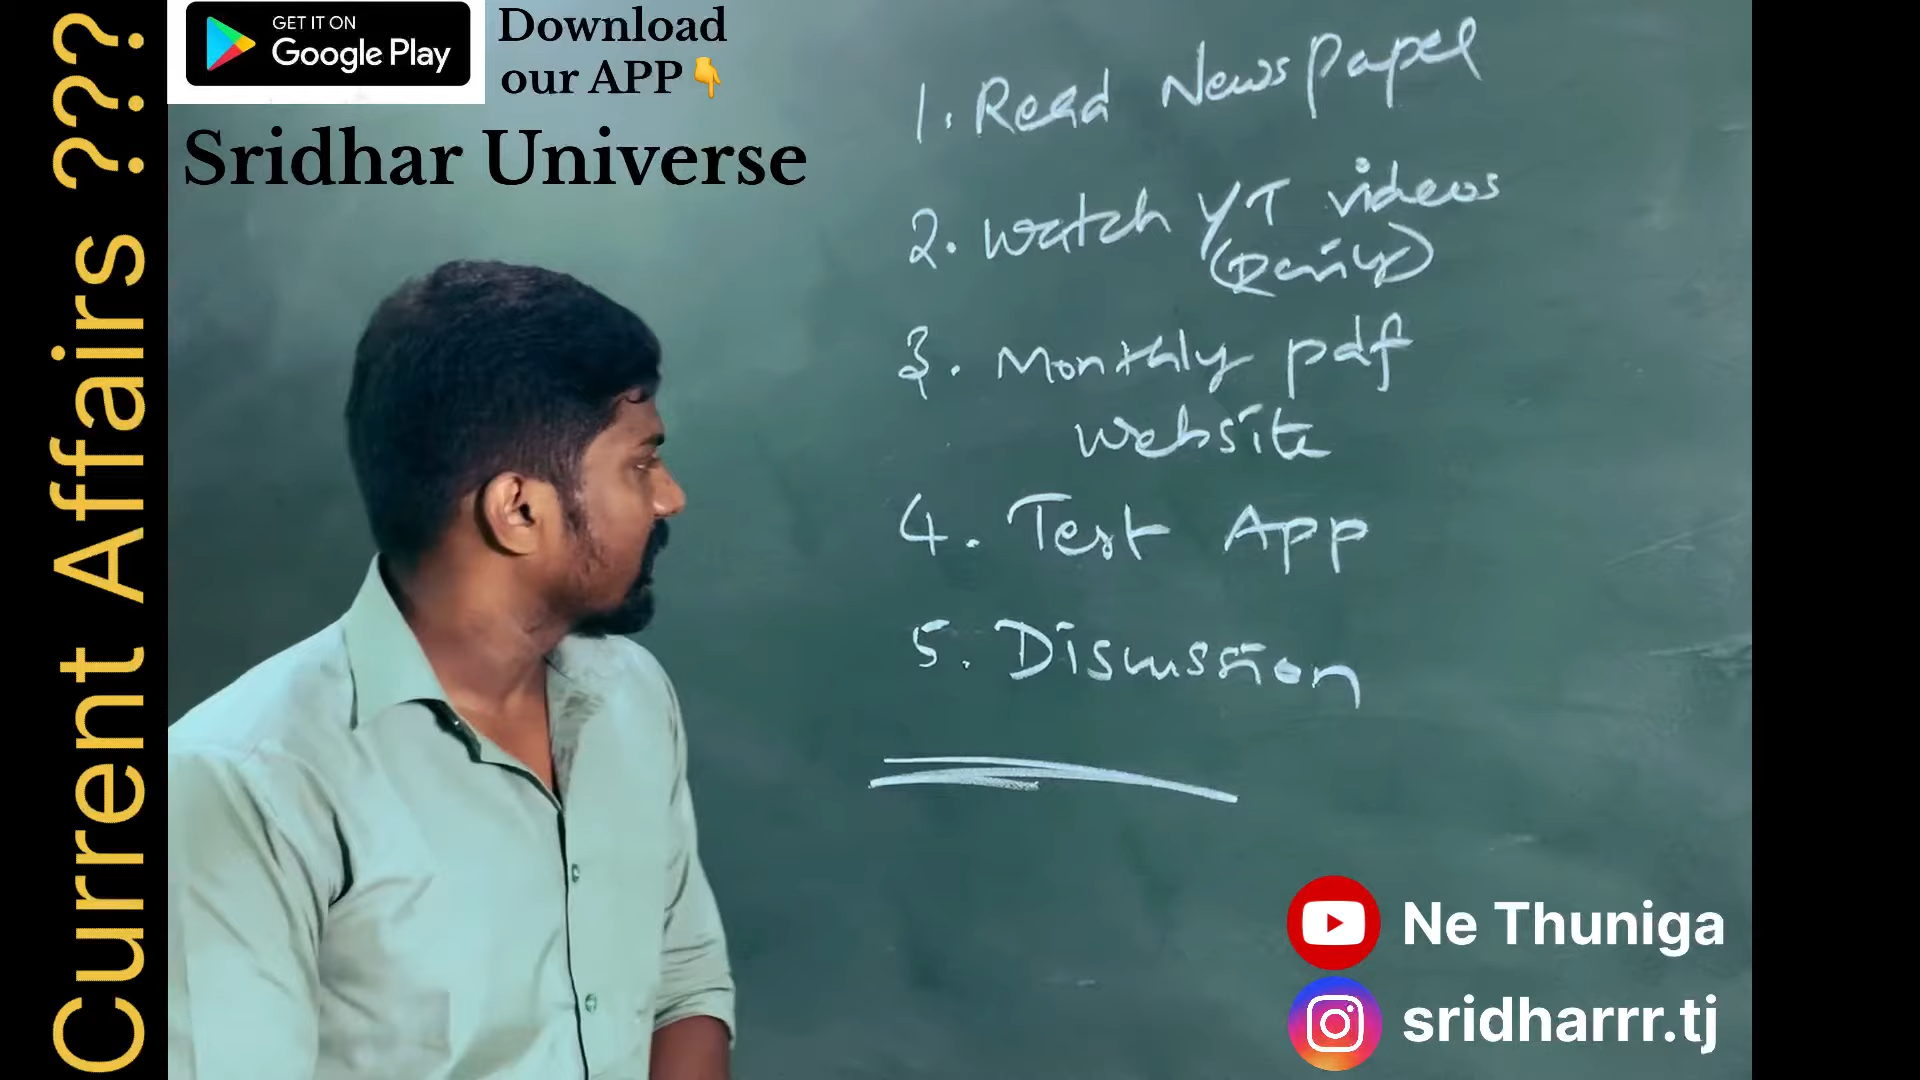 Current Affairs ???
GET IT ON
Google Play
Download
our APP👇
Sridhar Universe
1. Read News Paper
2. Watch YT videos
(Daily)
3. Monthly pdf
website
4. Test App
5. Discussion
Ne Thuniga
sridharrr.tj